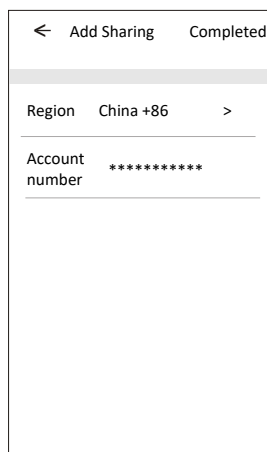 ← Add Sharing Completed
Region China +86 >
Account
number ***********